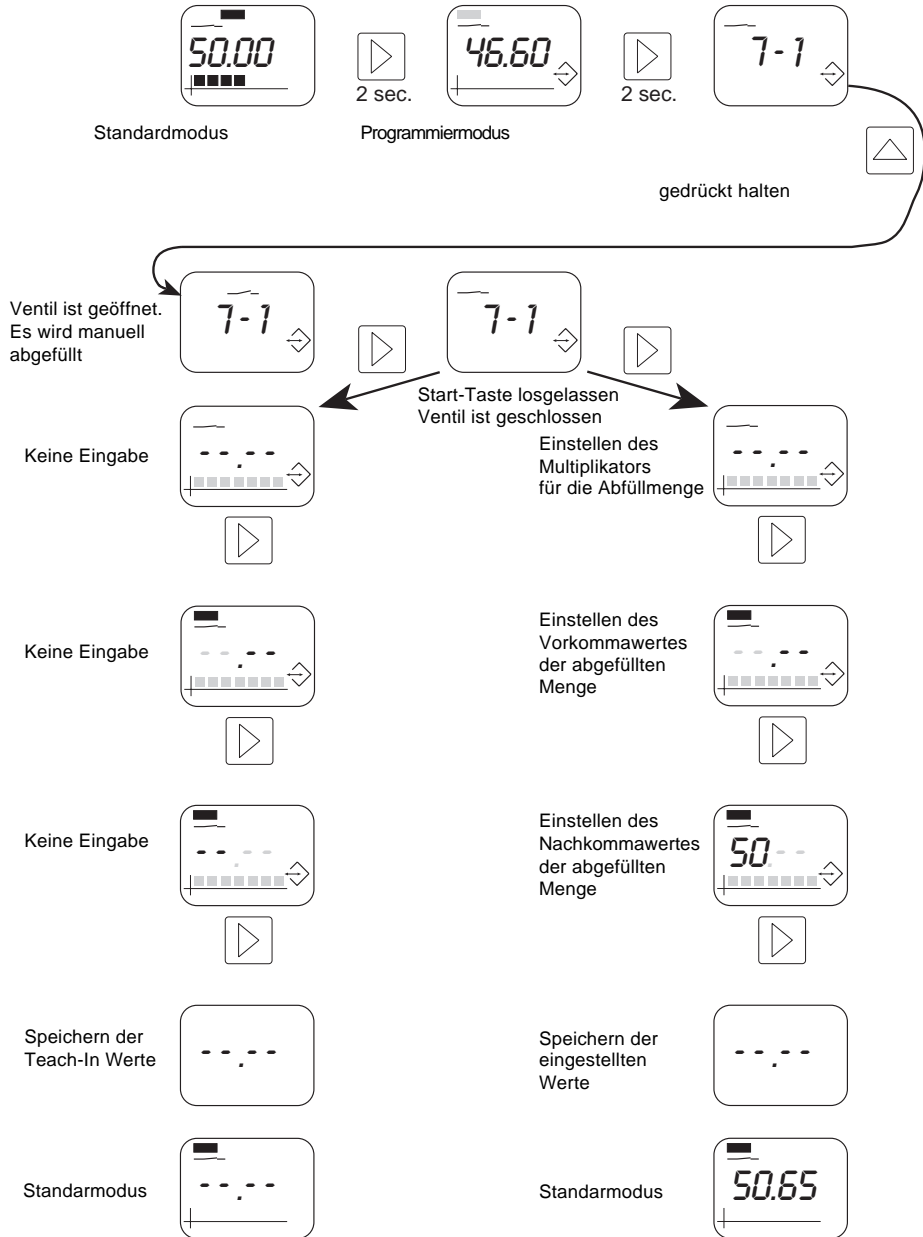 50.00
46.60
7-1
2 sec.
2 sec.
Standardmodus
Programmiermodus
gedrückt halten
Ventil ist geöffnet.
Es wird manuell
abgefüllt
7-1
7-1
Start-Taste losgelassen
Ventil ist geschlossen
Keine Eingabe
--.--
Einstellen des
Multiplikators
für die Abfüllmenge
--.--
Keine Eingabe
--.--
Einstellen des
Vorkommawertes
der abgefüllten
Menge
--.--
Keine Eingabe
--.--
Einstellen des
Nachkommawertes
der abgefüllten
Menge
50.--
Speichern der
Teach-In Werte
--.--
Speichern der
eingestellten
Werte
--.--
Standarmodus
--.--
Standarmodus
50.65